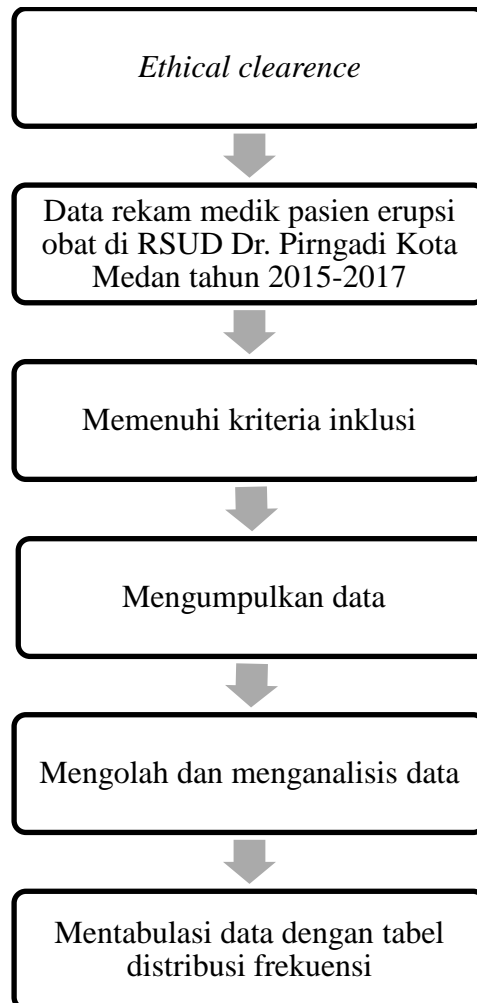 Ethical clearence
Data rekam medik pasien erupsi
obat di RSUD Dr. Pirngadi Kota
Medan tahun 2015-2017
Memenuhi kriteria inklusi
Mengumpulkan data
Mengolah dan menganalisis data
Mentabulasi data dengan tabel
distribusi frekuensi